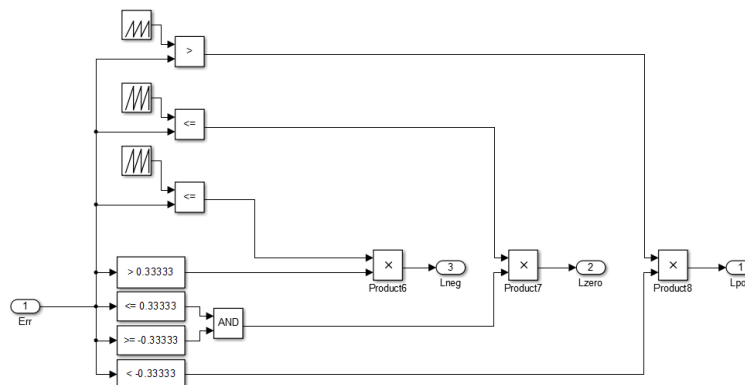 >
<=
<=
×
3
Product6
Lneg
×
2
Product7
Lzero
×
1
Product8
Lpo
> 0.33333
1
Err
<= 0.33333
AND
>= -0.33333
< -0.33333